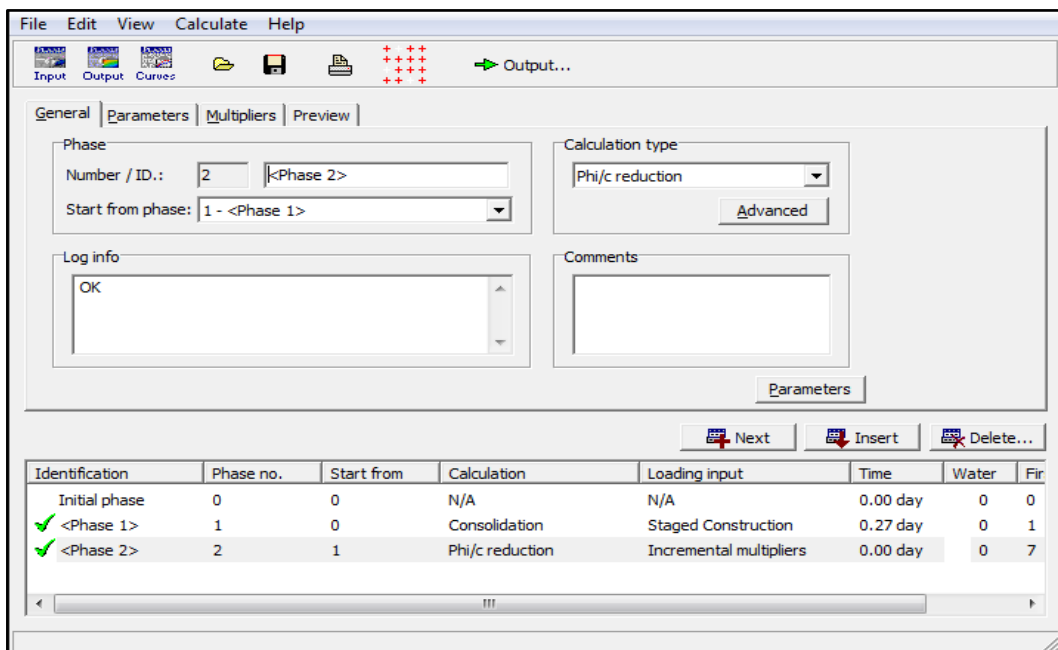 File Edit View Calculate Help
Input Output Curves Output...
General Parameters Multipliers Preview
Phase
Number / ID.: 2 <Phase 2>
Start from phase: 1 - <Phase 1>
Calculation type
Phi/c reduction
Advanced
Log info
OK
Comments
Parameters
Next Insert Delete...
Identification Phase no. Start from Calculation Loading input Time Water Fir
Initial phase 0 0 N/A N/A 0.00 day 0 0
<Phase 1> 1 0 Consolidation Staged Construction 0.27 day 0 1
<Phase 2> 2 1 Phi/c reduction Incremental multipliers 0.00 day 0 7